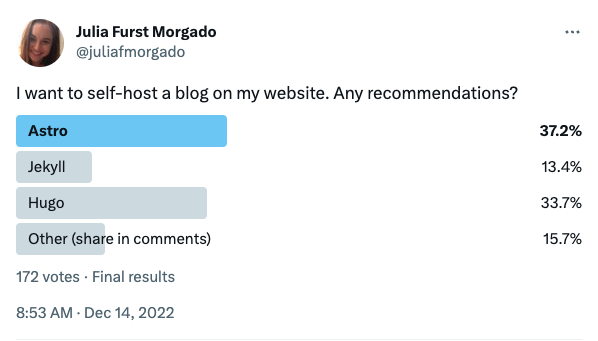 Julia Furst Morgado
@juliafmorgado
I want to self-host a blog on my website. Any recommendations?
Astro 37.2%
Jekyll 13.4%
Hugo 33.7%
Other (share in comments) 15.7%
172 votes · Final results
8:53 AM · Dec 14, 2022